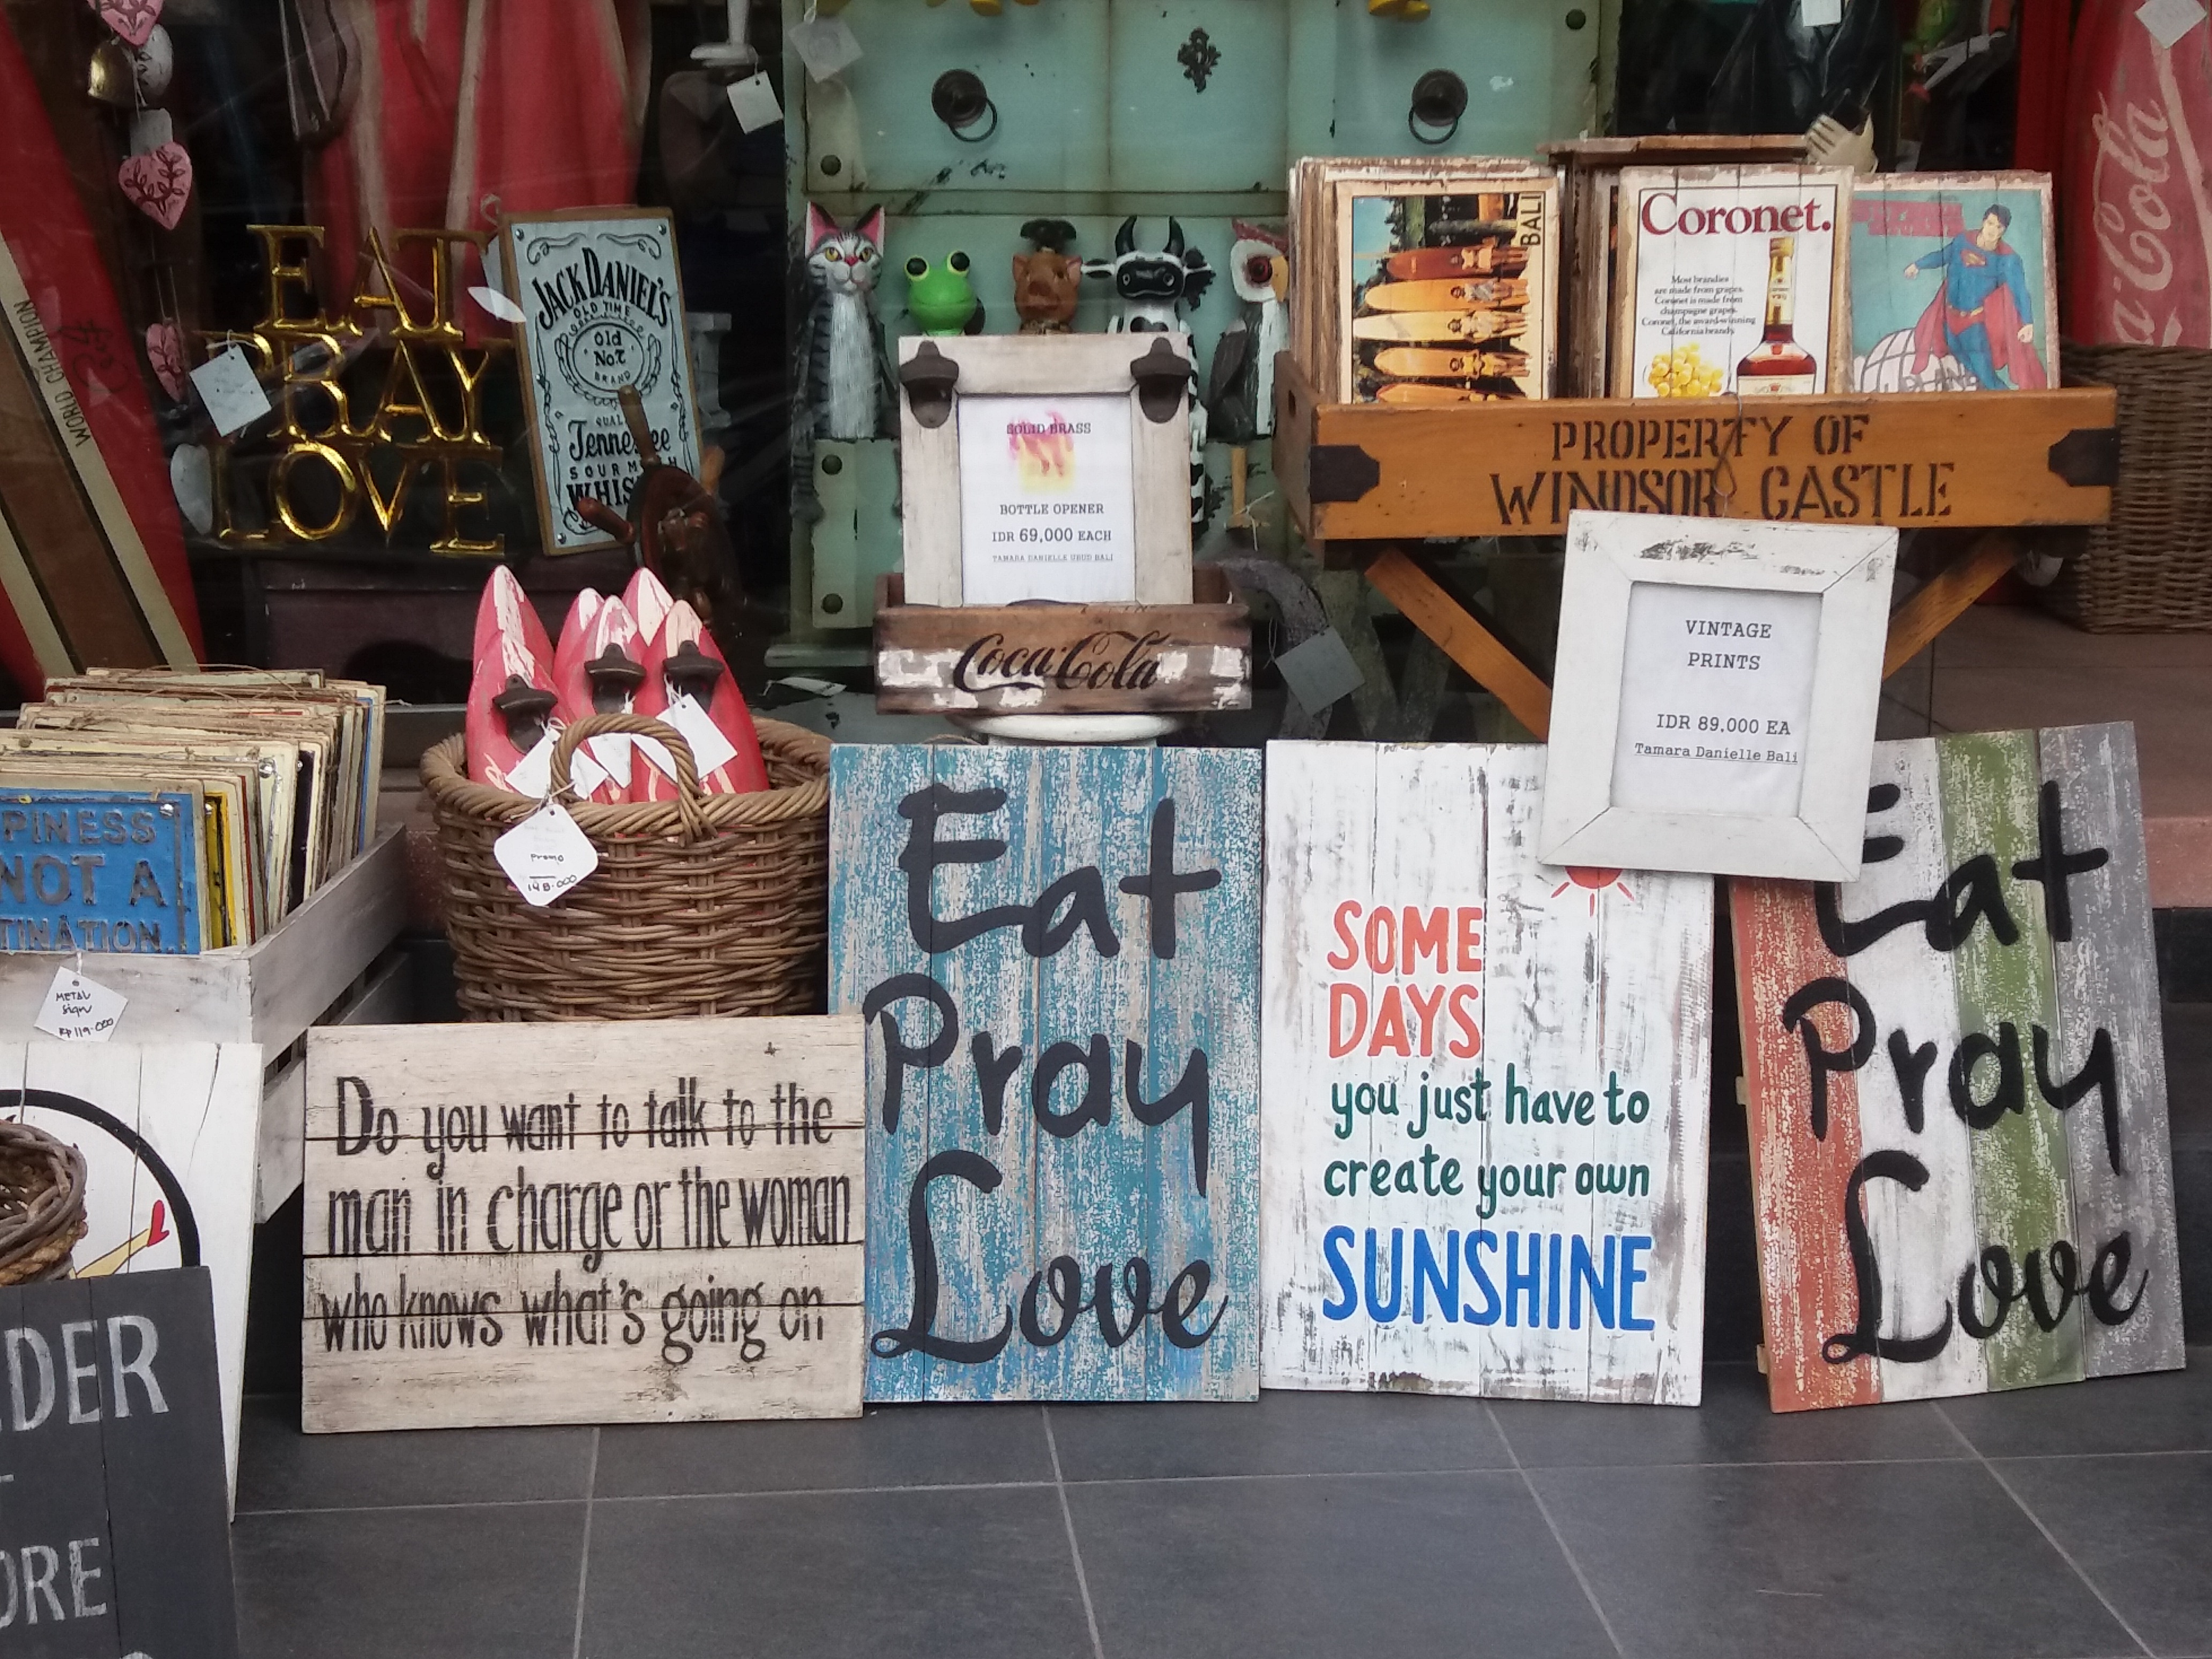 WORLD CHAMPION
EAT
PRAY
LOVE
JACK DANIEL'S
OLD TIME
Old
No.7
BRAND
Tennessee
SOUR MASH
SOLID BRASS
BOTTLE OPENER
IDR 69,000 EACH
TAMARA DANIELLE UBUD BALI
Coca-Cola
BALI
Coronet.
Most brandies
are made from grapes.
Coronet is made from
champagne grapes.
Coronet, the award-winning
California brandy.
Coca-Cola
PROPERTY OF
WINDSOR CASTLE
VINTAGE
PRINTS
IDR 89,000 EA
Tamara Danielle Bali
PINESS
NOT A
TINATION
METAL
Sign
Rp 119.000
Promo
148.000
Do you want to talk to the
man in charge or the woman
who knows what's going on
Eat
Pray
Love
SOME
DAYS
you just have to
create your own
SUNSHINE
Eat
Pray
Love
DER
ORE